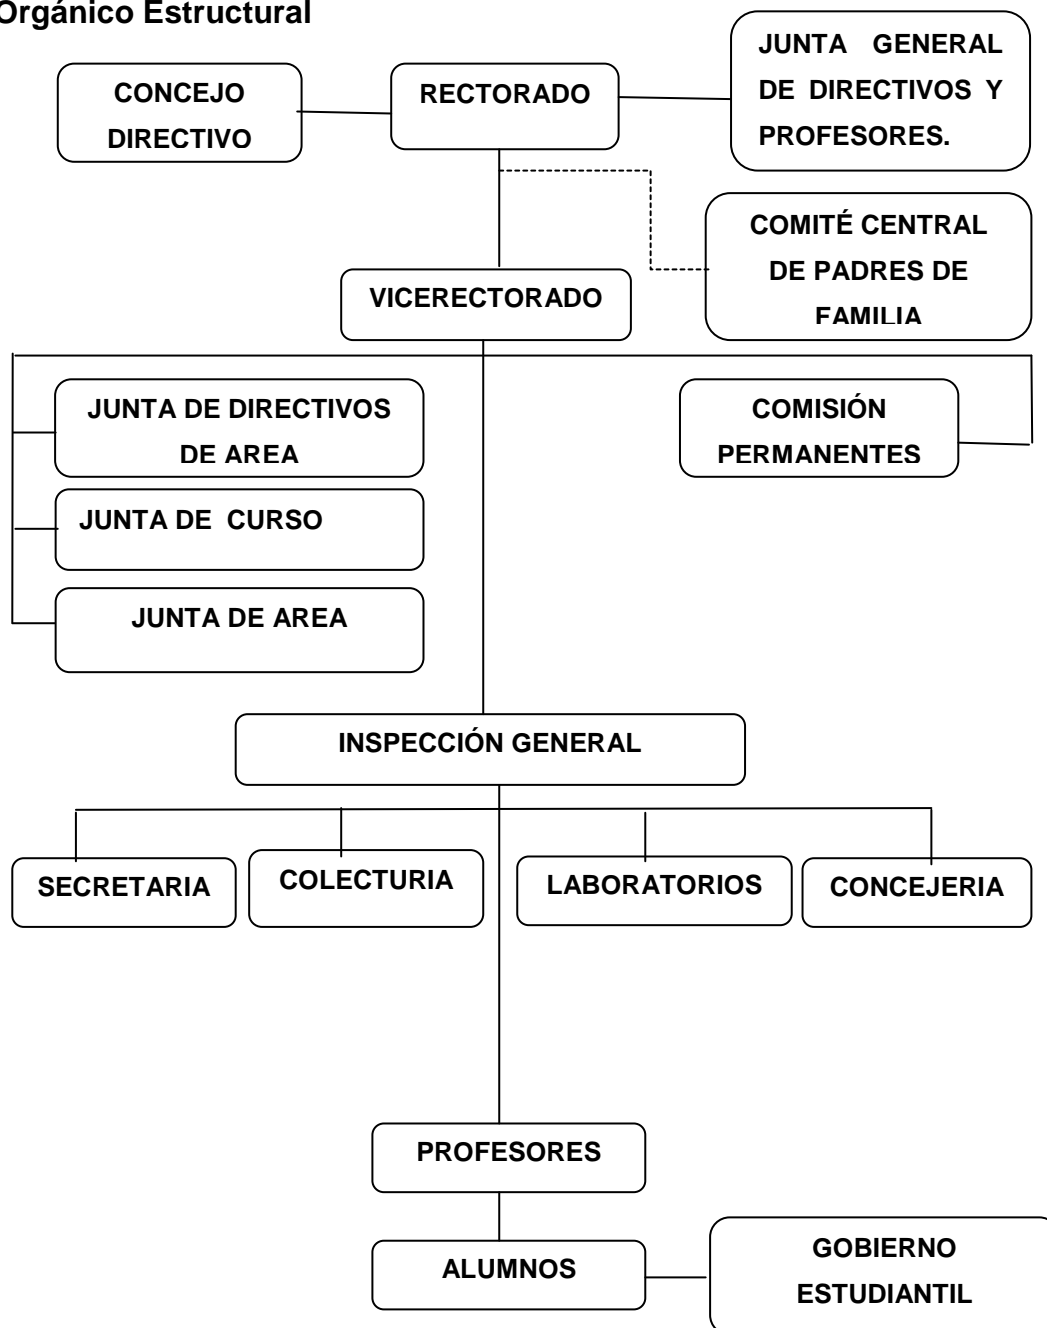 Orgánico Estructural
CONCEJO
DIRECTIVO
RECTORADO
JUNTA GENERAL
DE DIRECTIVOS Y
PROFESORES.
COMITÉ CENTRAL
DE PADRES DE
FAMILIA
VICERECTORADO
JUNTA DE DIRECTIVOS
DE AREA
COMISIÓN
PERMANENTES
JUNTA DE CURSO
JUNTA DE AREA
INSPECCIÓN GENERAL
SECRETARIA
COLECTURIA
LABORATORIOS
CONCEJERIA
PROFESORES
ALUMNOS
GOBIERNO
ESTUDIANTIL